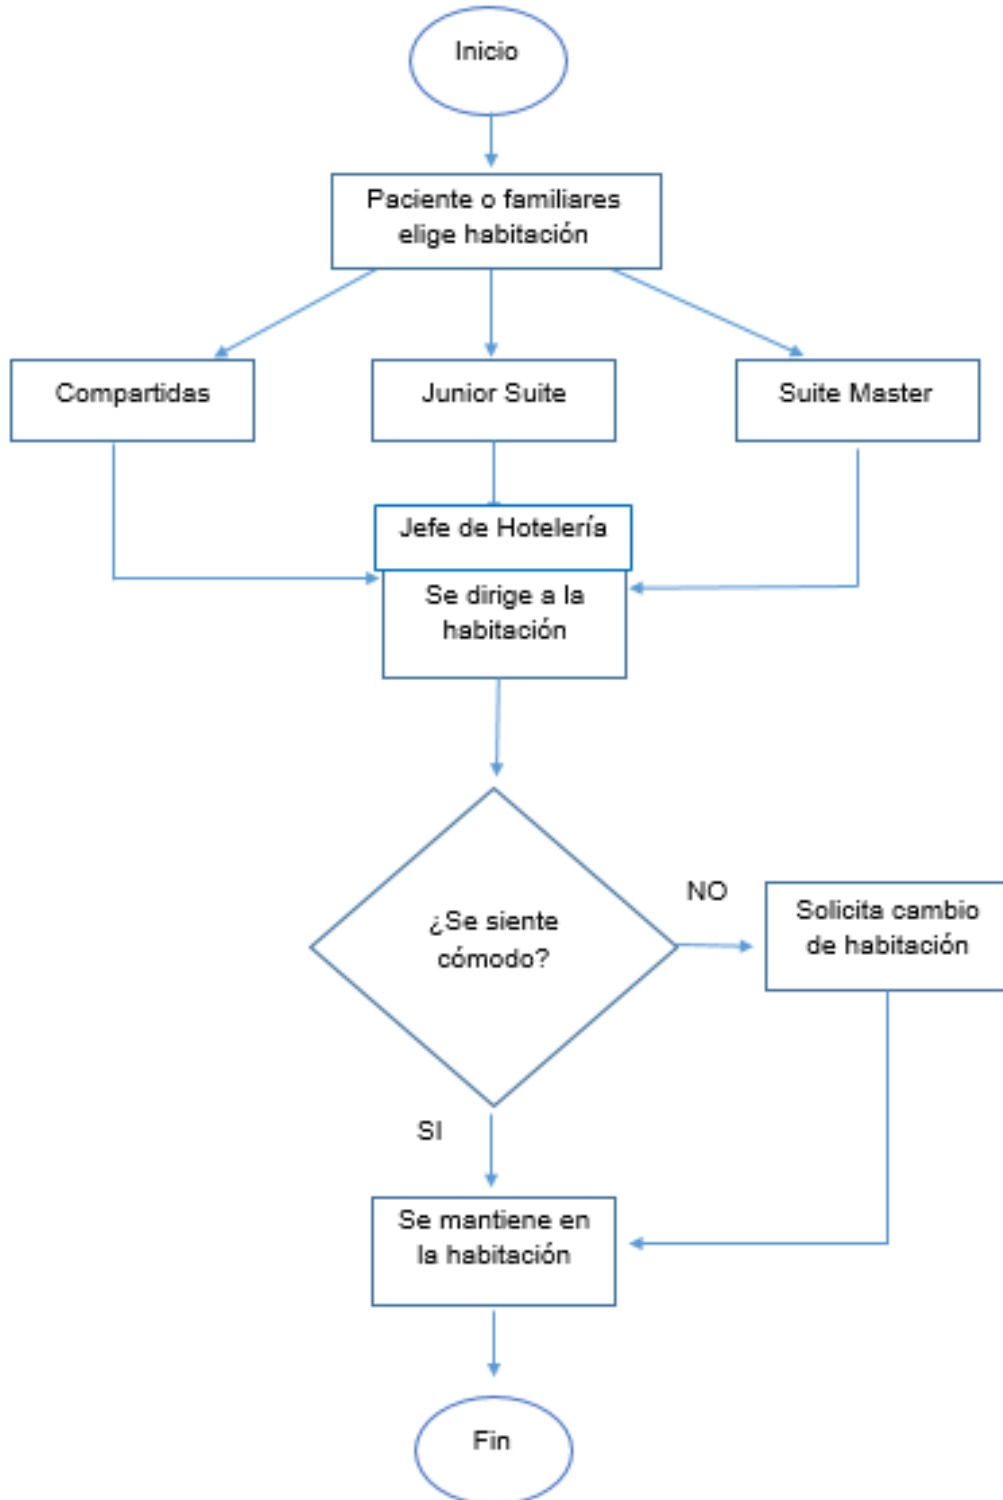 Inicio
Paciente o familiares
elige habitación
Compartidas
Junior Suite
Suite Master
Jefe de Hotelería
Se dirige a la
habitación
¿Se siente
cómodo?
NO
Solicita cambio
de habitación
SI
Se mantiene en
la habitación
Fin